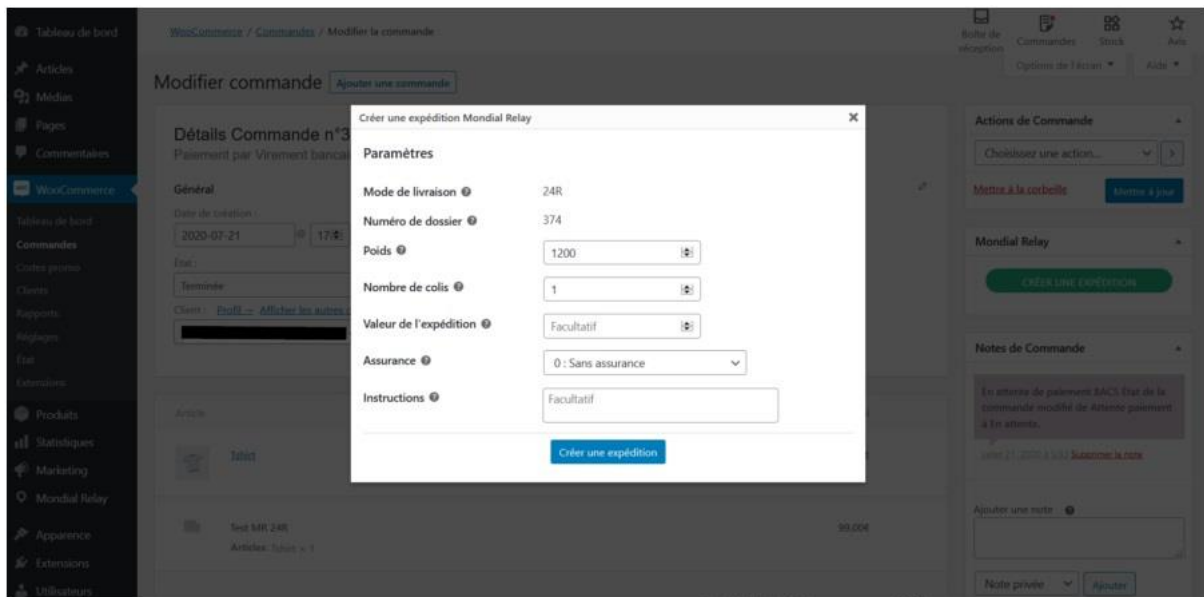 Tableau de bord
WooCommerce / Commandes / Modifier la commande
Boîte de réception
Commandes
Stock
Avis
Options de l'écran
Aide
Articles
Médias
Pages
Commentaires
WooCommerce
Tableau de bord
Commandes
Codes promo
Clients
Rapports
Réglages
État
Extensions
Produits
Statistiques
Marketing
Mondial Relay
Apparence
Extensions
Utilisateurs
Modifier commande
Ajouter une commande
Détails Commande n°3
Paiement par Virement bancai
Général
Date de création :
2020-07-21
@ 17
État :
Terminée
Client : Profil → Afficher les autres
Créer une expédition Mondial Relay
Paramètres
Mode de livraison 24R
Numéro de dossier 374
Poids 1200
Nombre de colis 1
Valeur de l'expédition Facultatif
Assurance 0 : Sans assurance
Instructions Facultatif
Créer une expédition
Article
Tshirt
Test MR 24R 99,00€
Articles: Tshirt × 1
Actions de Commande
Choisissez une action...
Mettre à la corbeille
Mettre à jour
Mondial Relay
CRÉER UNE EXPÉDITION
Notes de Commande
En attente de paiement BACS État de la
commande modifié de Attente paiement
à En attente.
juillet 21, 2020 à Supprimer la note
Ajouter une note
Note privée
Ajouter